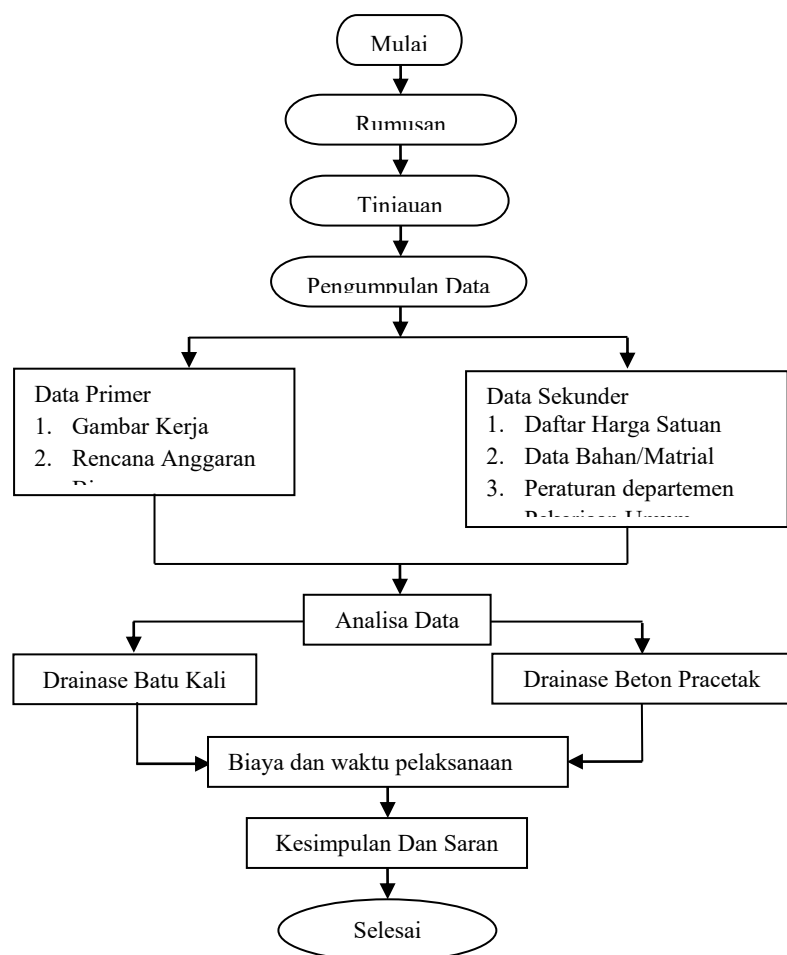 Mulai
Rumusan
Tinjauan
Pengumpulan Data
Data Primer
1. Gambar Kerja
2. Rencana Anggaran
Data Sekunder
1. Daftar Harga Satuan
2. Data Bahan/Matrial
3. Peraturan departemen
Pekerjaan Umum
Analisa Data
Drainase Batu Kali
Drainase Beton Pracetak
Biaya dan waktu pelaksanaan
Kesimpulan Dan Saran
Selesai